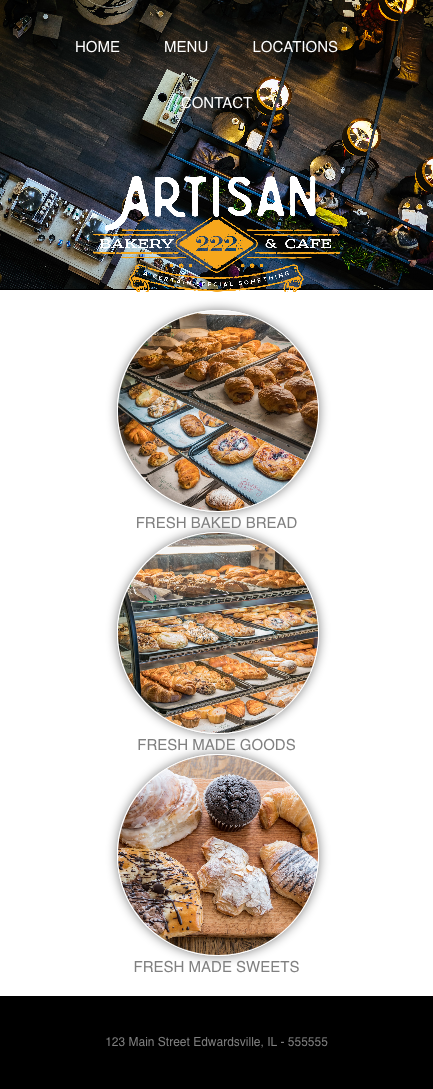 HOME MENU LOCATIONS
CONTACT
ARTISAN
BAKERY 222 & CAFE
A CERTAIN SPECIAL SOMETHING
FRESH BAKED BREAD
FRESH MADE GOODS
FRESH MADE SWEETS
123 Main Street Edwardsville, IL - 555555